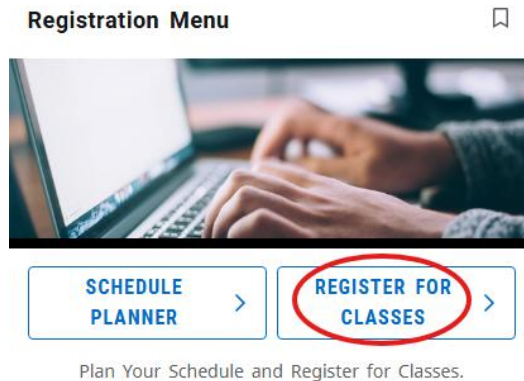 Registration Menu
SCHEDULE
PLANNER
REGISTER FOR
CLASSES
Plan Your Schedule and Register for Classes.